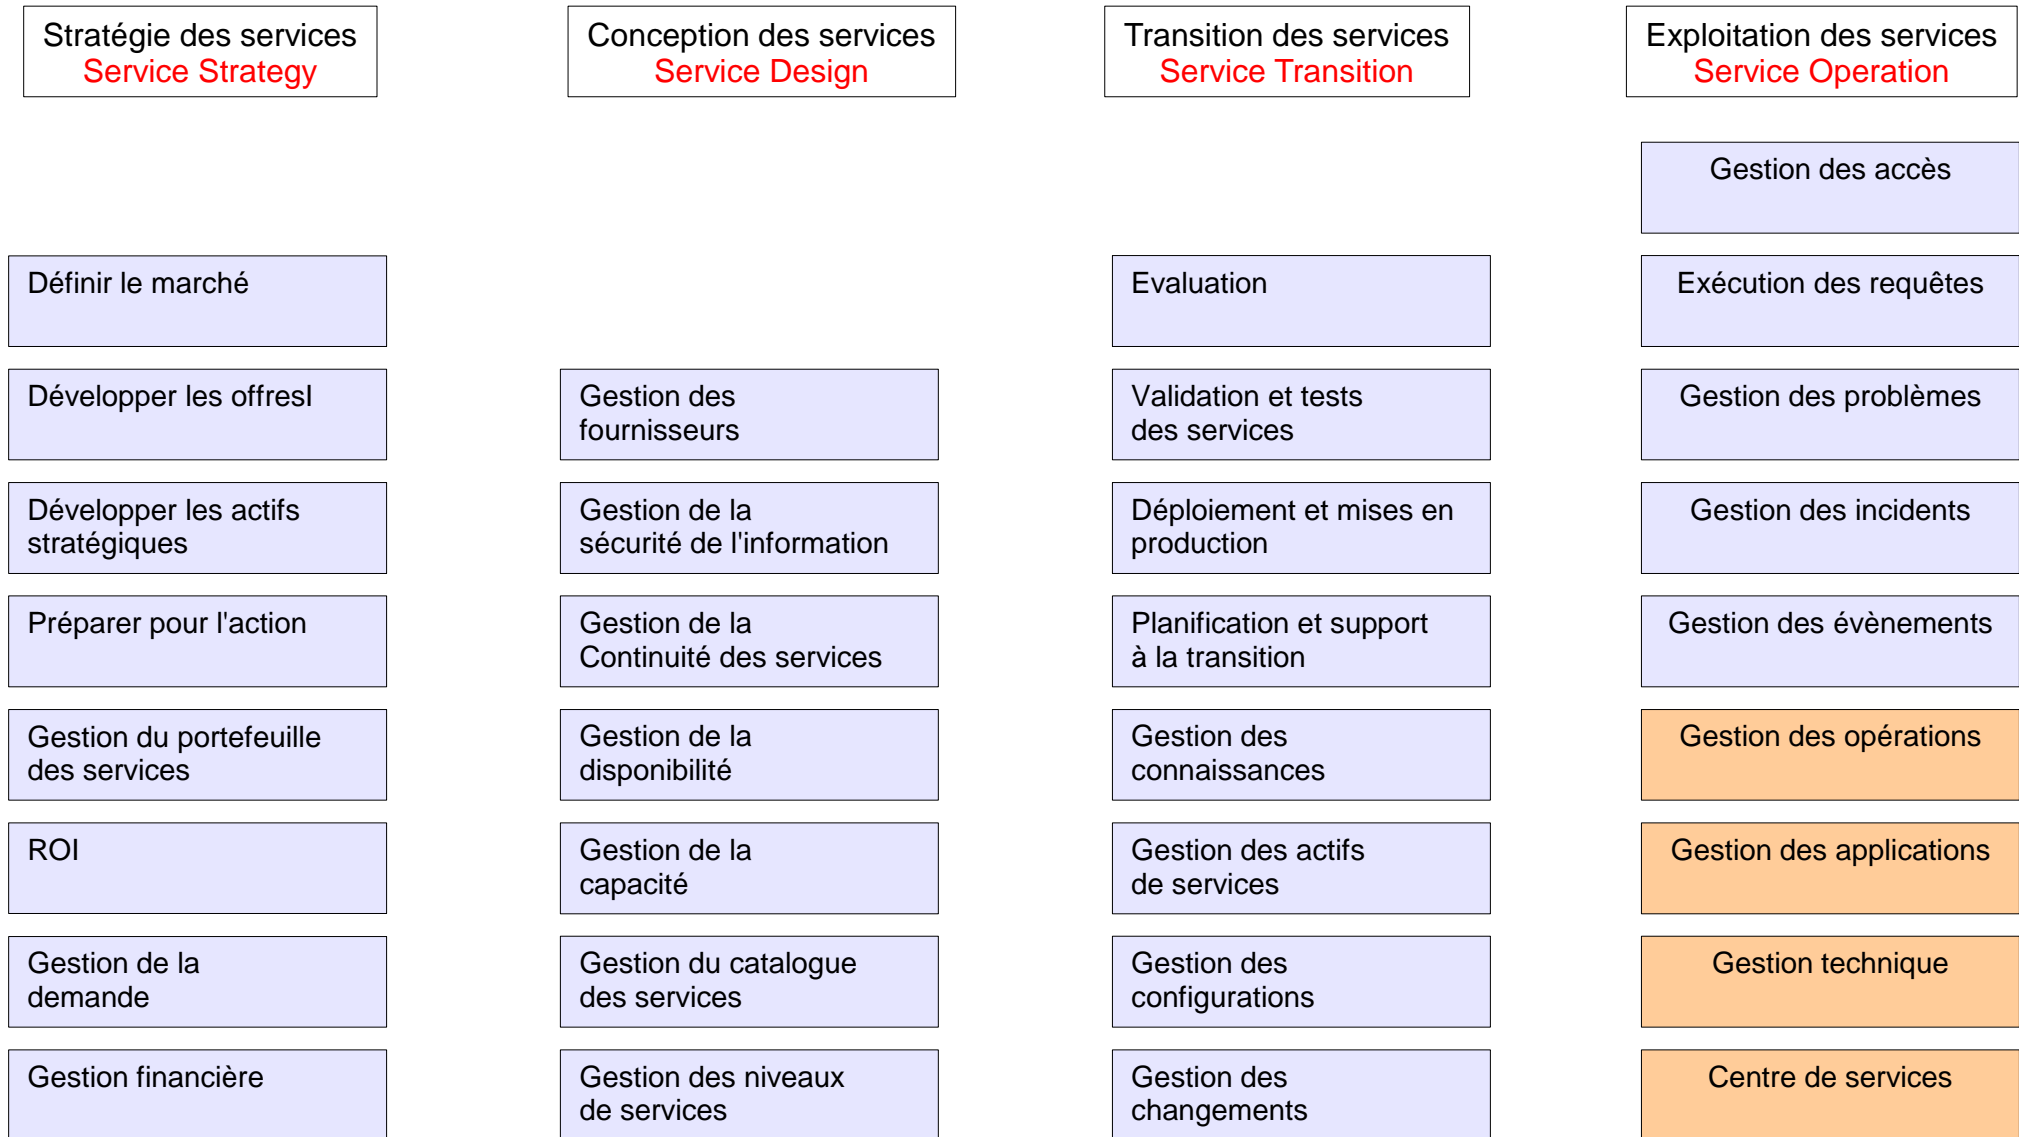 Stratégie des services
Service Strategy
Conception des services
Service Design
Transition des services
Service Transition
Exploitation des services
Service Operation
Gestion des accès
Définir le marché
Evaluation
Exécution des requêtes
Développer les offresI
Gestion des
fournisseurs
Validation et tests
des services
Gestion des problèmes
Développer les actifs
stratégiques
Gestion de la
sécurité de l'information
Déploiement et mises en
production
Gestion des incidents
Préparer pour l'action
Gestion de la
Continuité des services
Planification et support
à la transition
Gestion des évènements
Gestion du portefeuille
des services
Gestion de la
disponibilité
Gestion des
connaissances
Gestion des opérations
ROI
Gestion de la
capacité
Gestion des actifs
de services
Gestion des applications
Gestion de la
demande
Gestion du catalogue
des services
Gestion des
configurations
Gestion technique
Gestion financière
Gestion des niveaux
de services
Gestion des
changements
Centre de services